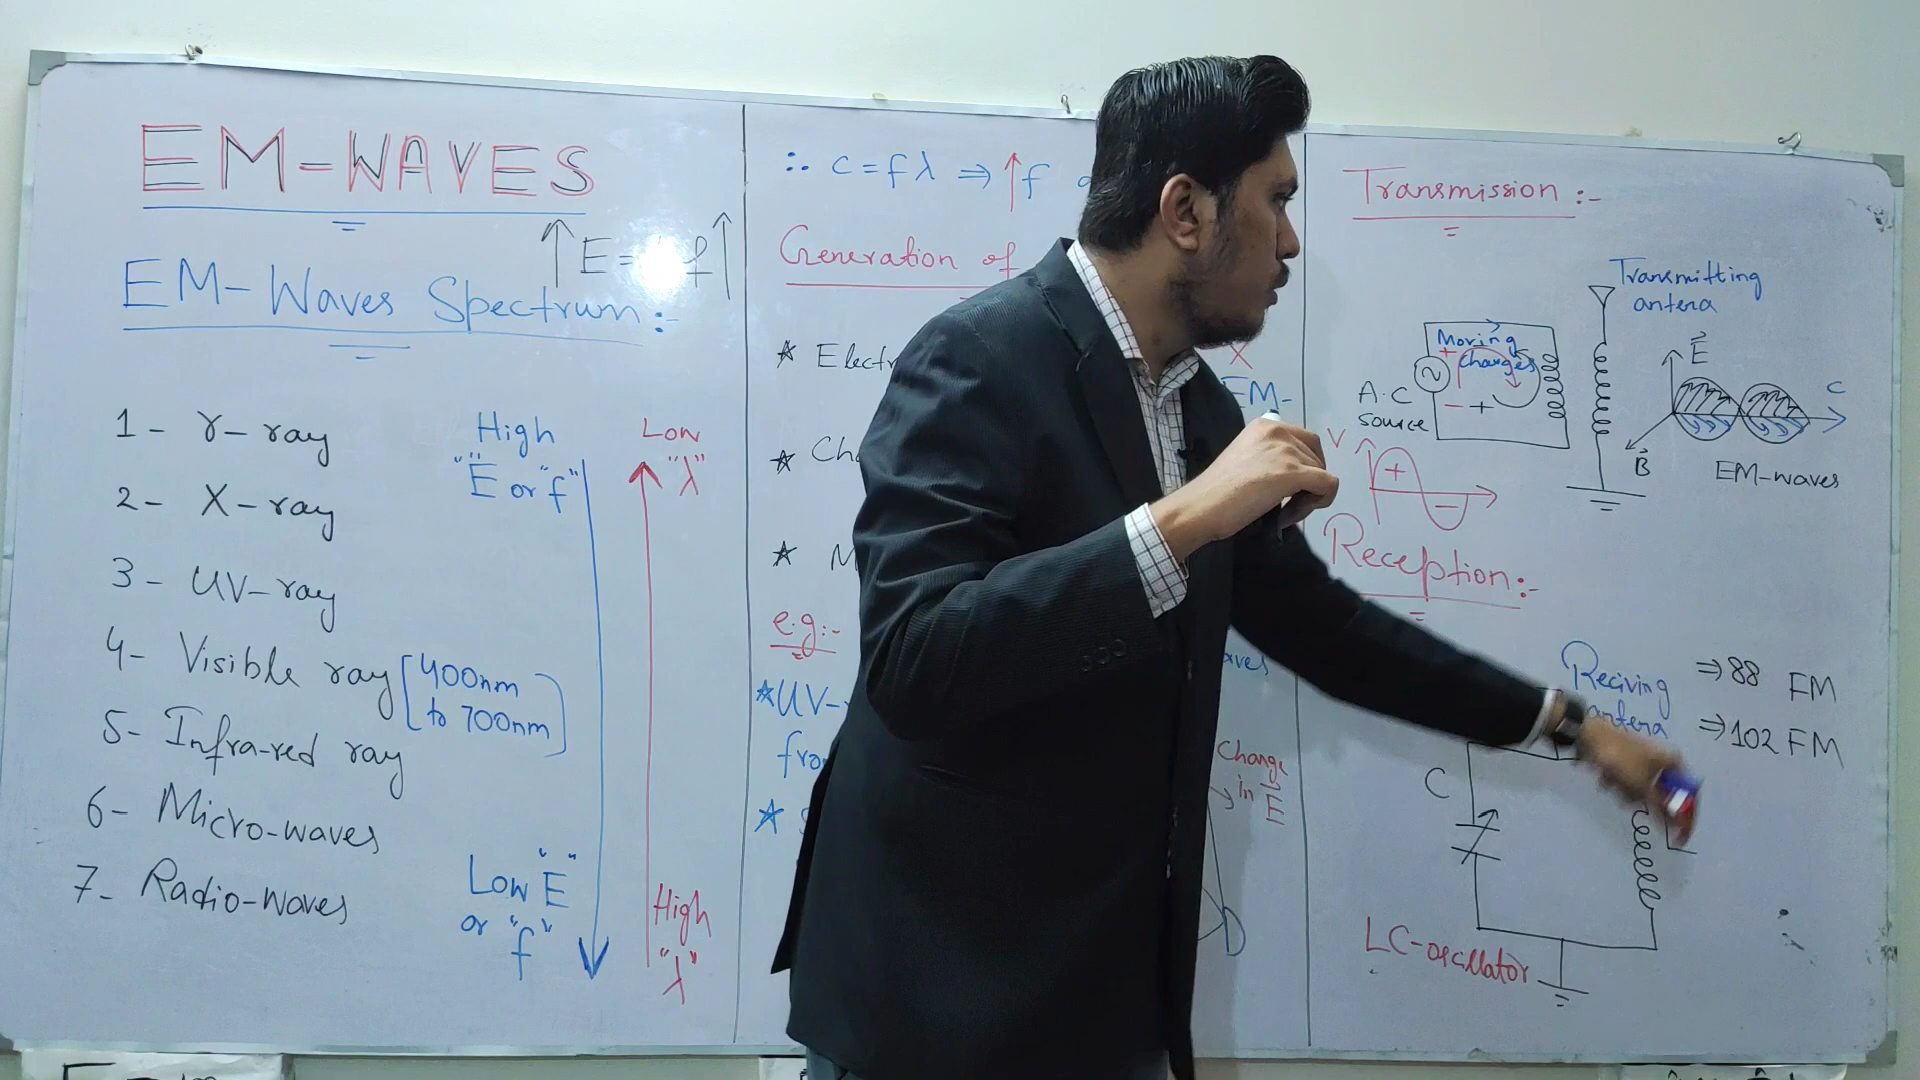 EM-WAVES
↑E = f↑
EM-Waves Spectrum:-
1- γ-ray
2- X-ray
3- UV-ray
4- Visible ray [400nm
to 700nm]
5- Infra-red ray
6- Micro-waves
7- Radio-waves
High
"E" or "f"
Low E
or "f"
Low
"λ"
High
"λ"
∴ c = fλ ⇒ ↑f
Generation of
★ Electr
X
EM-
★ Ch
★ M
e.g:-
aves
★UV-
fro
★ S
Change
in E
Transmission:-
Transmitting
antena
Moving
charges
+
- +
A.C
source
E
c
B
EM-waves
V
+
-
Reception:-
Reciving
antena
⇒88 FM
⇒102 FM
C
LC-oscillator